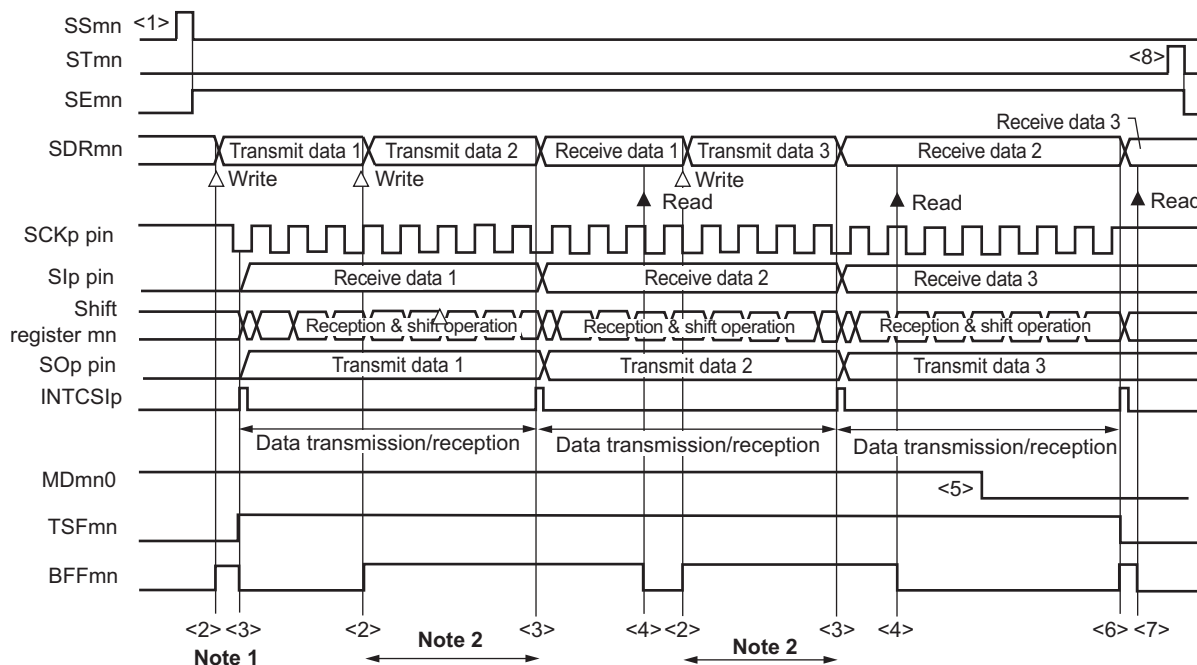 SSmn <1>
STmn <8>
SEmn
Receive data 3
SDRmn Transmit data 1 Transmit data 2 Receive data 1 Transmit data 3 Receive data 2
Write Write Write
Read Read Read
SCKp pin
SIp pin Receive data 1 Receive data 2 Receive data 3
Shift
register mn Reception & shift operation Reception & shift operation Reception & shift operation
SOp pin Transmit data 1 Transmit data 2 Transmit data 3
INTCSIp
Data transmission/reception Data transmission/reception Data transmission/reception
MDmn0 <5>
TSFmn
BFFmn
<2> <3> <2> <3> <4> <2> <3> <4> <6> <7>
Note 1 Note 2 Note 2